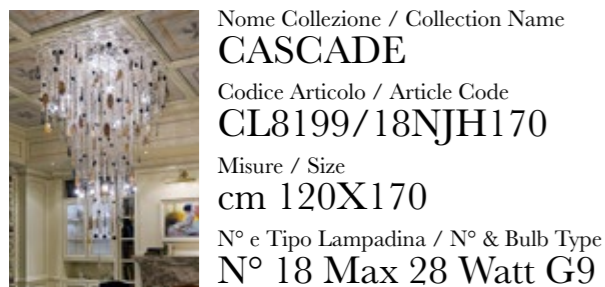 Nome Collezione / Collection Name
CASCADE
Codice Articolo / Article Code
CL8199/18NJH170
Misure / Size
cm 120X170
N° e Tipo Lampadina / N° & Bulb Type
N° 18 Max 28 Watt G9